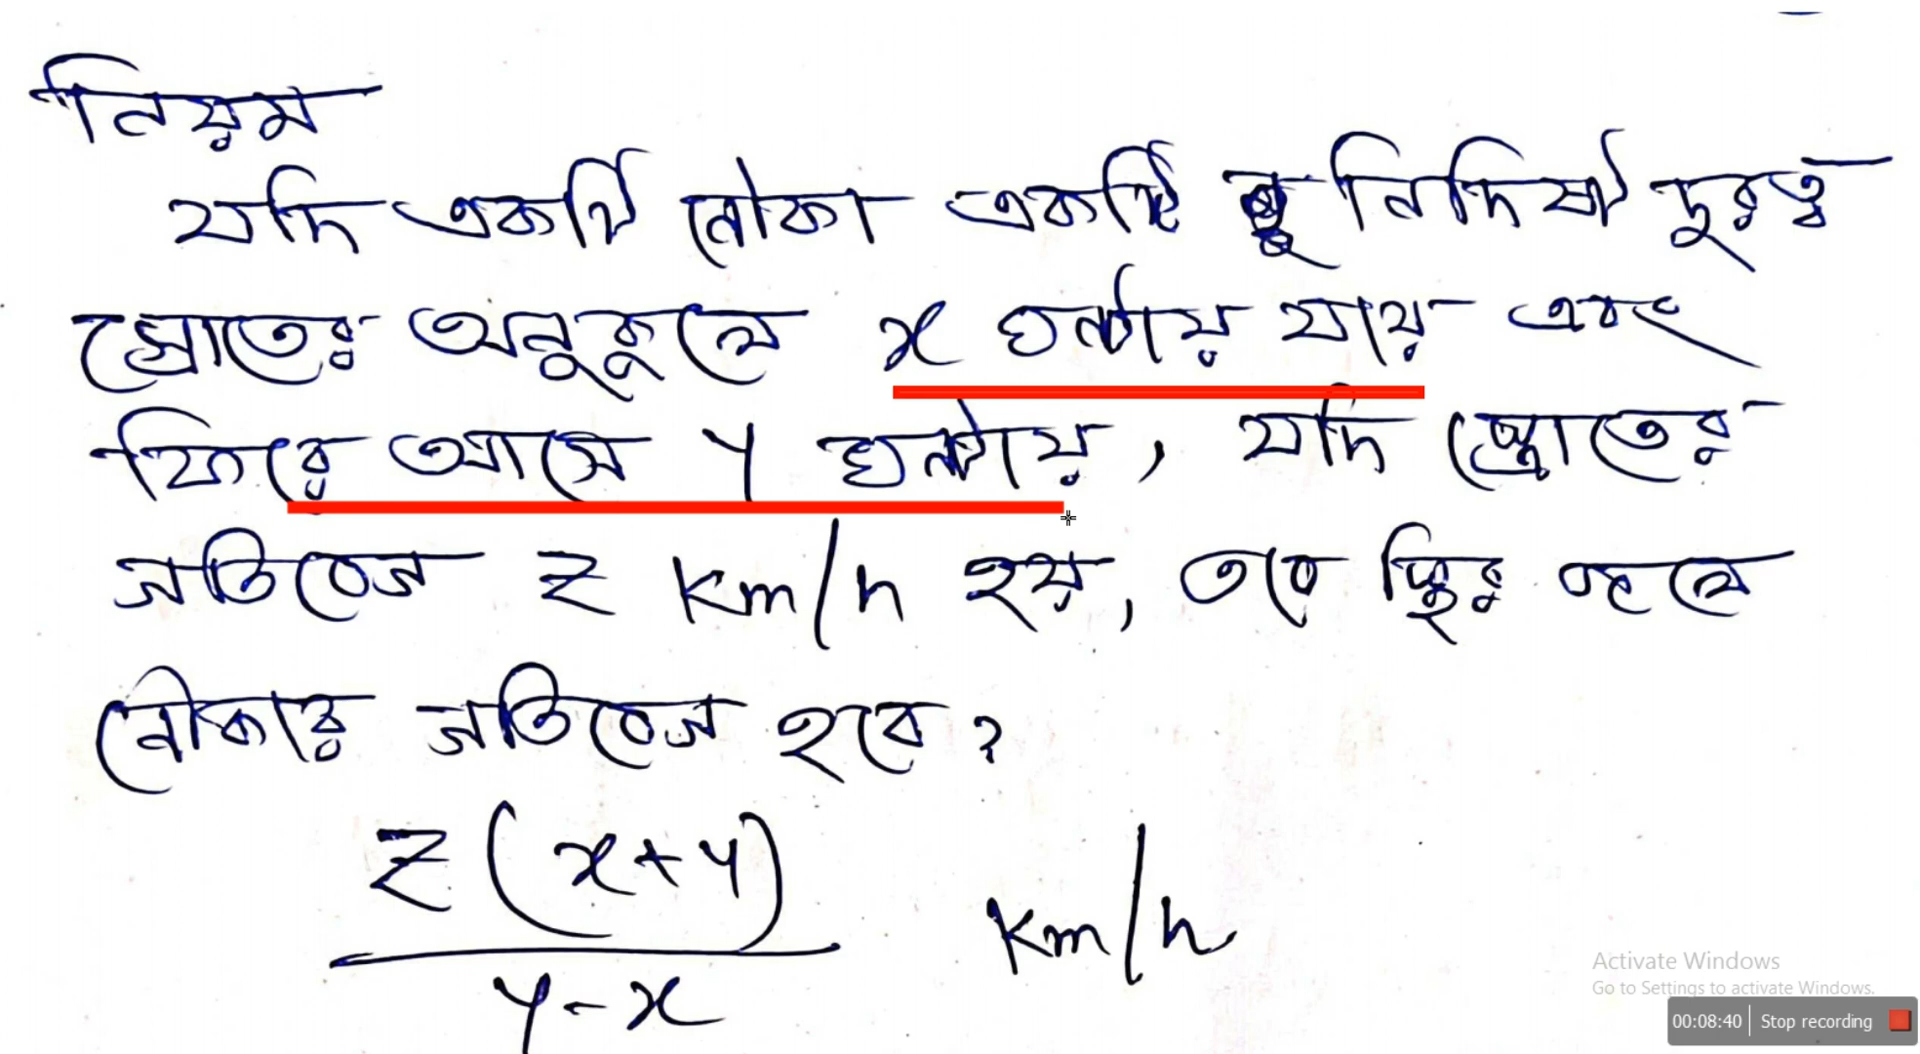 নিয়ম
যদি একটি নৌকা একটি নির্দিষ্ট দুরত্ব
স্রোতের অনুকুলে x ঘন্টায় যায় এবং
ফিরে আসে y ঘন্টায়, যদি স্রোতের
গতিবেগ z km/h হয়, তবে স্থির জলে
নৌকার গতিবেগ হবে?
z(x+y)
km/h
y-x
Activate Windows
Go to Settings to activate Windows.
00:08:40 Stop recording